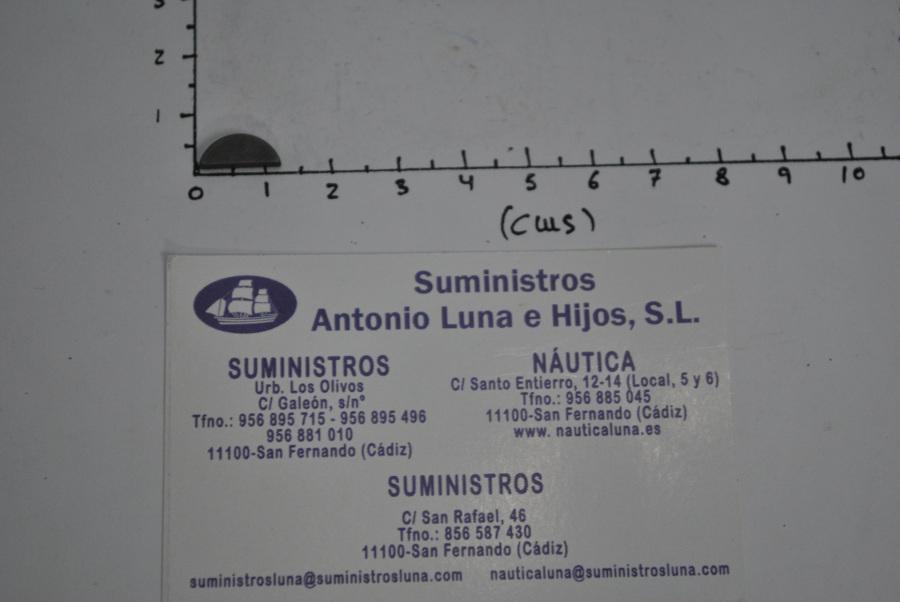 3
2
1
0 1 2 3 4 5 6 7 8 9 10
(cms)
Suministros
Antonio Luna e Hijos, S.L.
SUMINISTROS
Urb. Los Olivos
C/ Galeón, s/nº
Tfno.: 956 895 715 - 956 895 496
956 881 010
11100-San Fernando (Cádiz)
NÁUTICA
C/ Santo Entierro, 12-14 (Local, 5 y 6)
Tfno.: 956 885 045
11100-San Fernando (Cádiz)
www. nauticaluna.es
SUMINISTROS
C/ San Rafael, 46
Tfno.: 856 587 430
11100-San Fernando (Cádiz)
suministrosluna@suministrosluna.com nauticaluna@suministrosluna.com